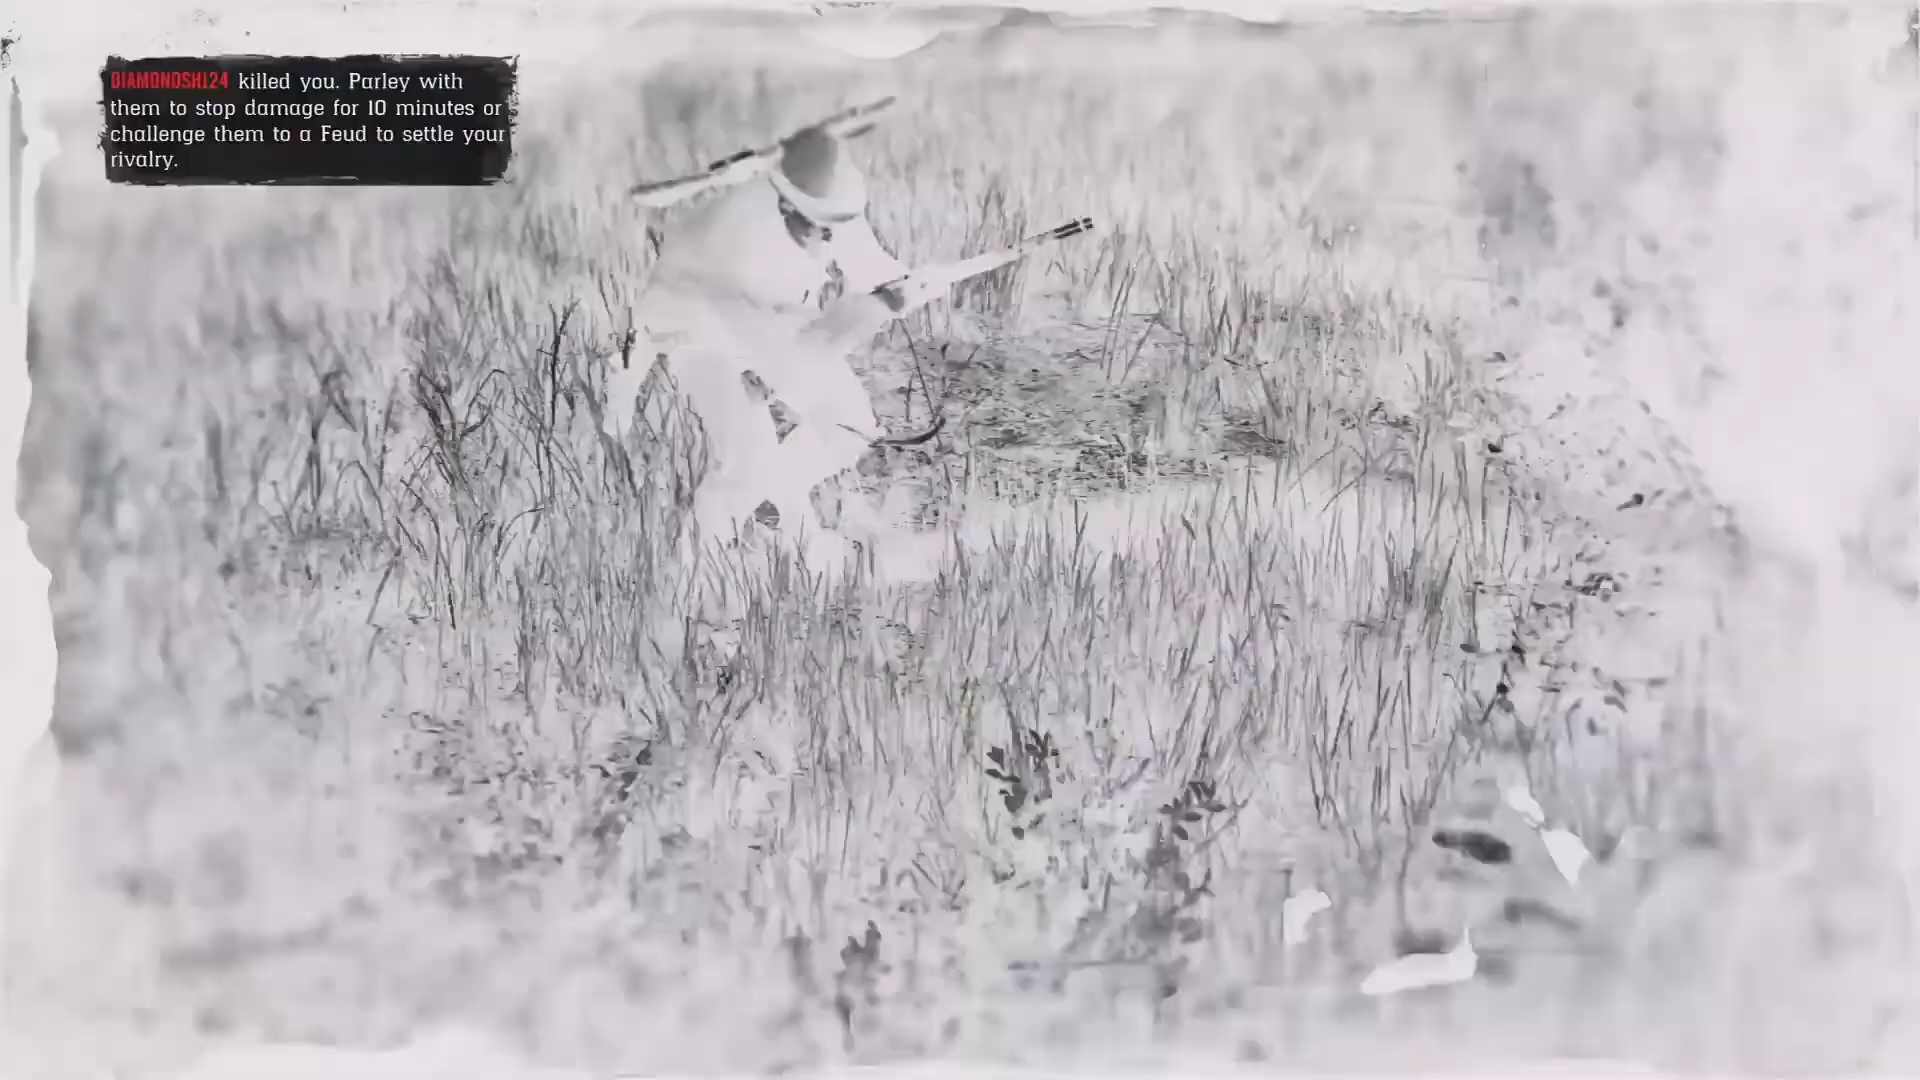 DIAMONDSH124 killed you. Parley with
them to stop damage for 10 minutes or
challenge them to a Feud to settle your
rivalry.